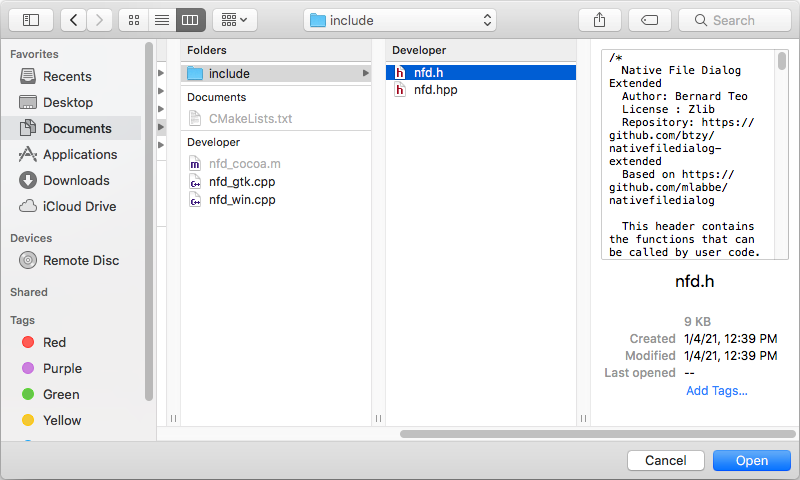 include
Search
Favorites
Recents
Desktop
Documents
Applications
Downloads
iCloud Drive
Devices
Remote Disc
Shared
Tags
Red
Purple
Green
Yellow
Folders
include
Documents
CMakeLists.txt
Developer
nfd_cocoa.m
nfd_gtk.cpp
nfd_win.cpp
Developer
nfd.h
nfd.hpp
/*
Native File Dialog
Extended
Author: Bernard Teo
License : Zlib
Repository: https://
github.com/btzy/
nativefiledialog-
extended
Based on https://
github.com/mlabbe/
nativefiledialog
This header contains
the functions that can
be called by user code.
nfd.h
9 KB
Created 1/4/21, 12:39 PM
Modified 1/4/21, 12:39 PM
Last opened --
Add Tags...
Cancel
Open